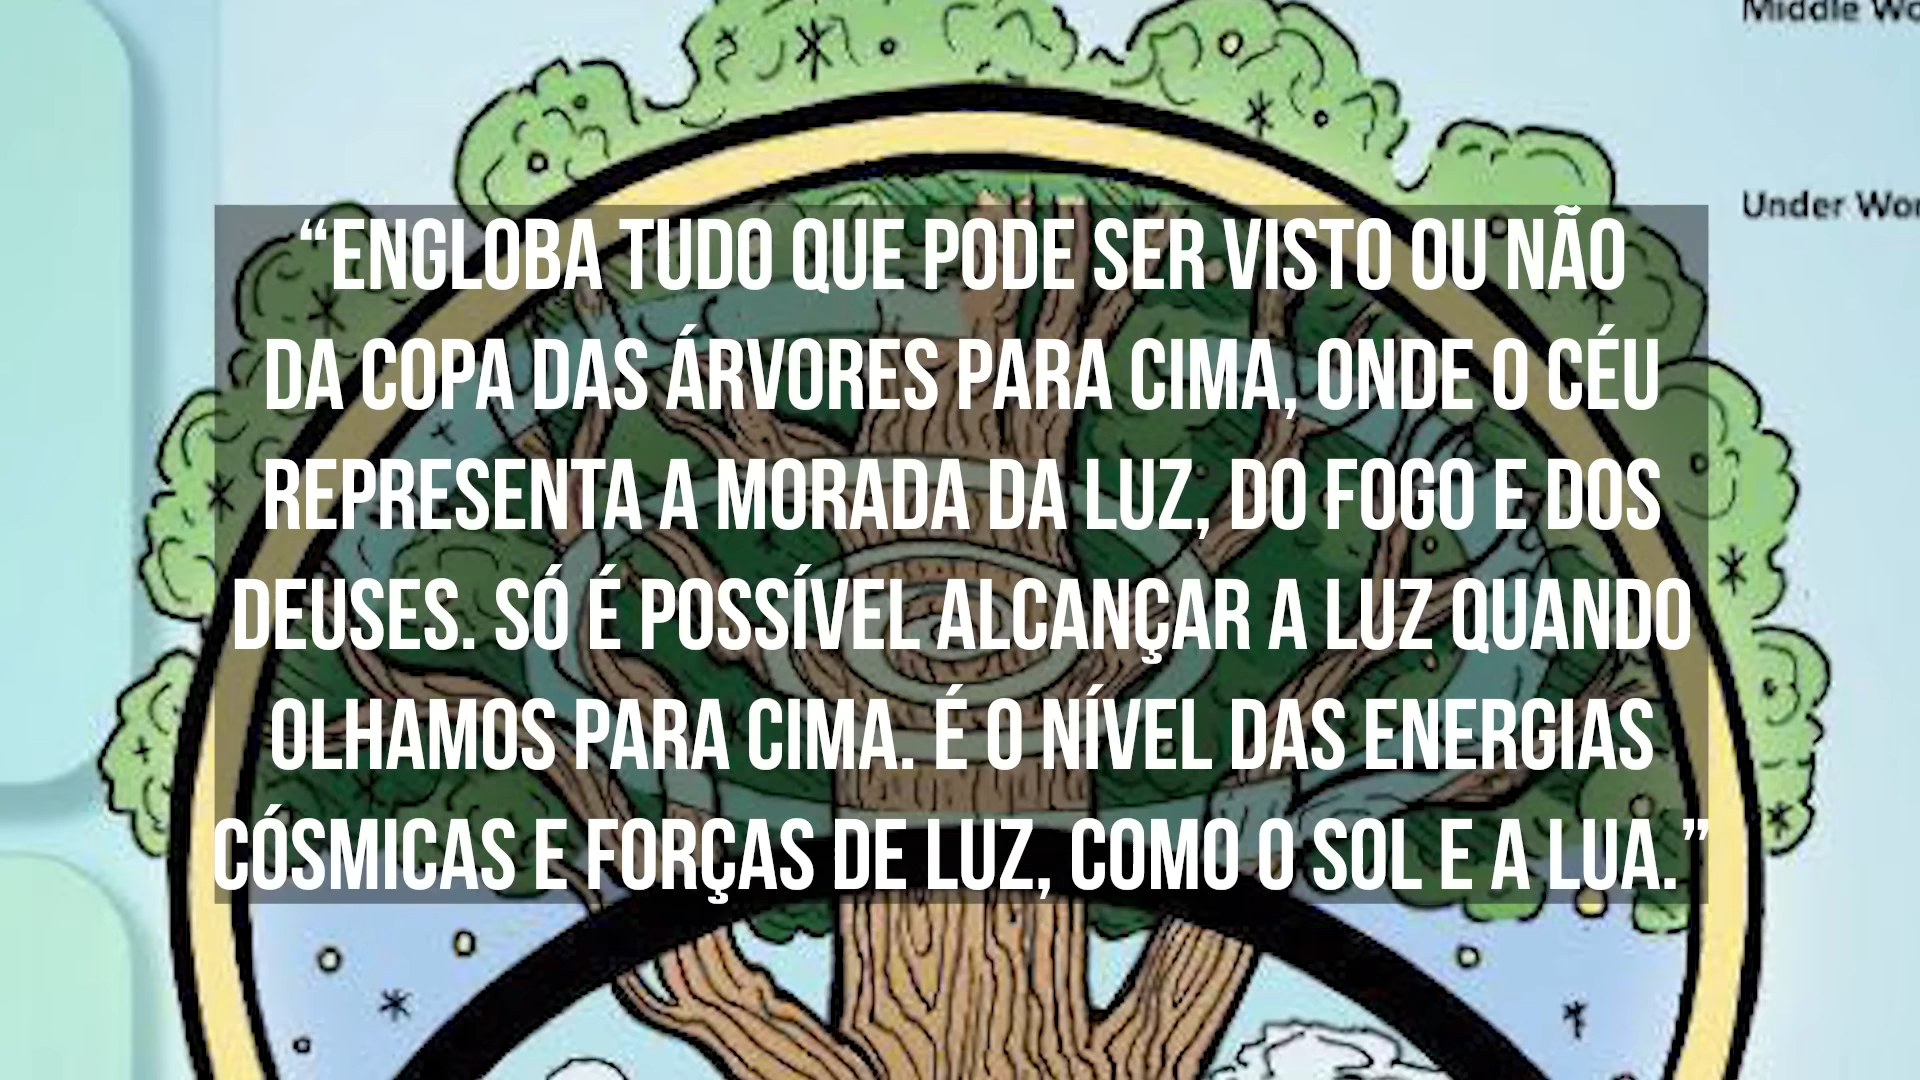 Middle Wo
Under Wor
“ENGLOBA TUDO QUE PODE SER VISTO OU NÃO
DA COPA DAS ÁRVORES PARA CIMA, ONDE O CÉU
REPRESENTA A MORADA DA LUZ, DO FOGO E DOS
DEUSES. SÓ É POSSÍVEL ALCANÇAR A LUZ QUANDO
OLHAMOS PARA CIMA. É O NÍVEL DAS ENERGIAS
CÓSMICAS E FORÇAS DE LUZ, COMO O SOL E A LUA.”